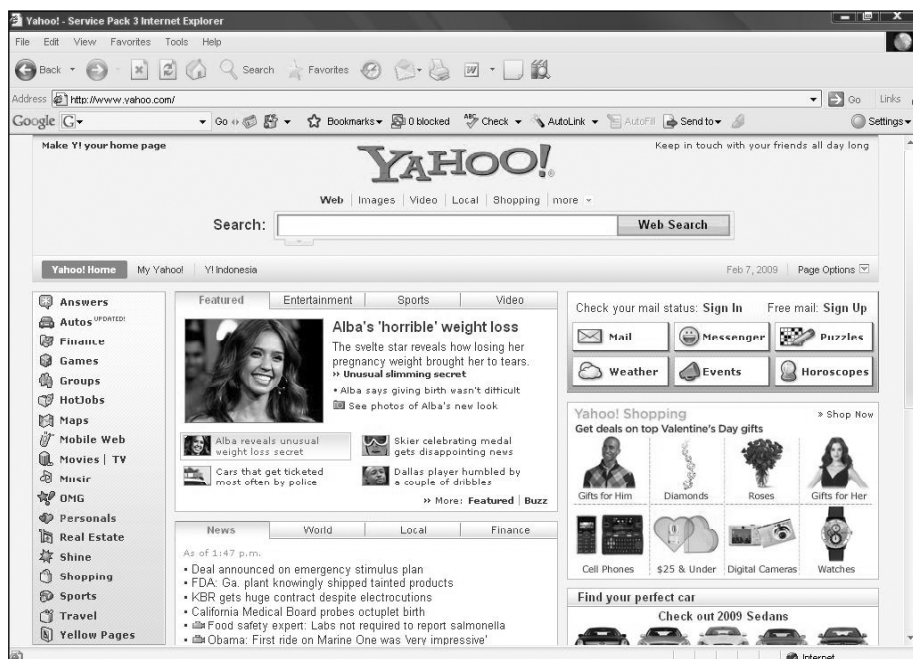 Yahoo! - Service Pack 3 Internet Explorer
File Edit View Favorites Tools Help
Back Search Favorites
Address http://www.yahoo.com/ Go Links
Google G Go Bookmarks 0 blocked ABC Check AutoLink AutoFill Send to Settings
Make Y! your home page
YAHOO!
Keep in touch with your friends all day long
Web Images Video Local Shopping more
Search: Web Search
Yahoo! Home My Yahoo! Y! Indonesia Feb 7, 2009 Page Options
Answers
Autos UPDATED!
Finance
Games
Groups
HotJobs
Maps
Mobile Web
Movies | TV
Music
OMG
Personals
Real Estate
Shine
Shopping
Sports
Travel
Yellow Pages
Featured Entertainment Sports Video
Alba's 'horrible' weight loss
The svelte star reveals how losing her
pregnancy weight brought her to tears.
» Unusual slimming secret
• Alba says giving birth wasn't difficult
See photos of Alba's new look
Alba reveals unusual
weight loss secret
Skier celebrating medal
gets disappointing news
Cars that get ticketed
most often by police
Dallas player humbled by
a couple of dribbles
» More: Featured | Buzz
News World Local Finance
As of 1:47 p.m.
• Deal announced on emergency stimulus plan
• FDA: Ga. plant knowingly shipped tainted products
• KBR gets huge contract despite electrocutions
• California Medical Board probes octuplet birth
• Food safety expert: Labs not required to report salmonella
• Obama: First ride on Marine One was 'very impressive'
Check your mail status: Sign In Free mail: Sign Up
Mail Messenger Puzzles
Weather Events Horoscopes
Yahoo! Shopping » Shop Now
Get deals on top Valentine's Day gifts
Gifts for Him Diamonds Roses Gifts for Her
Cell Phones $25 & Under Digital Cameras Watches
Find your perfect car
Check out 2009 Sedans
Internet